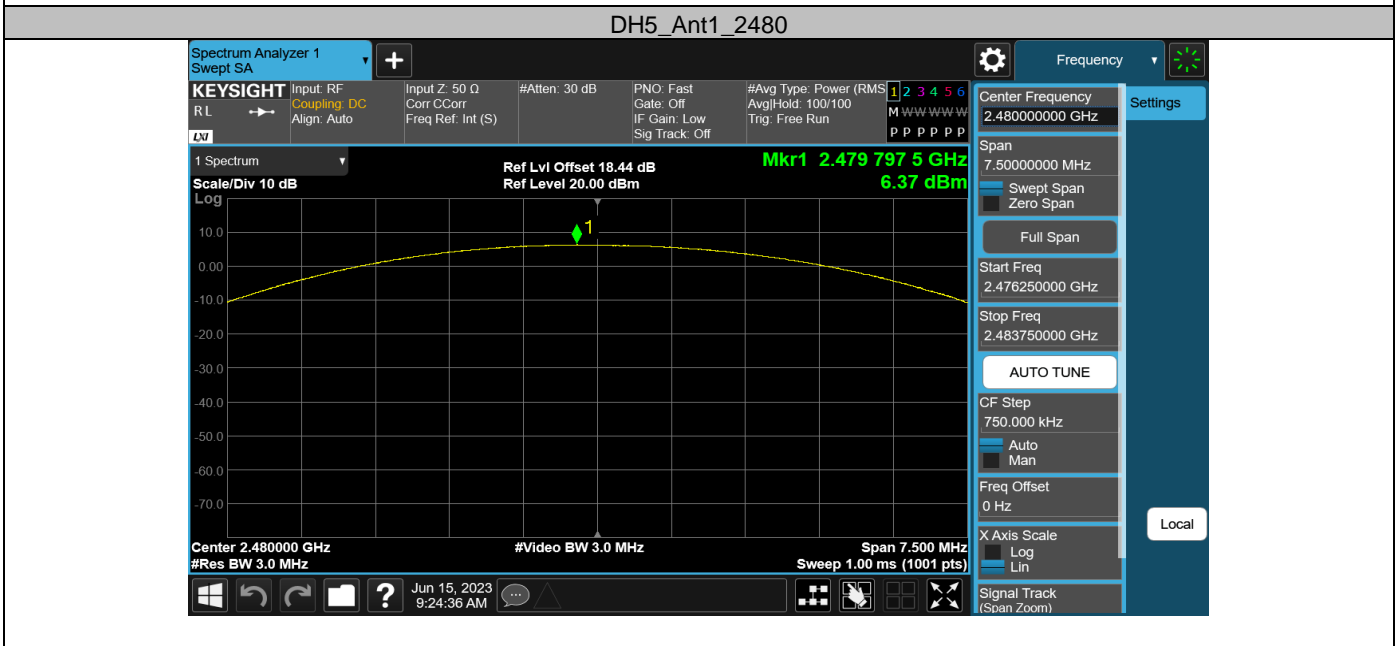 DH5_Ant1_2480
Spectrum Analyzer 1
Swept SA
Frequency
KEYSIGHT
RL
LXI
Input: RF
Coupling: DC
Align: Auto
Input Z: 50 Ω
Corr CCorr
Freq Ref: Int (S)
#Atten: 30 dB
PNO: Fast
Gate: Off
IF Gain: Low
Sig Track: Off
#Avg Type: Power (RMS
Avg|Hold: 100/100
Trig: Free Run
1 2 3 4 5 6
M W W W W W
P P P P P P
1 Spectrum
Scale/Div 10 dB
Log
Ref Lvl Offset 18.44 dB
Ref Level 20.00 dBm
Mkr1 2.479 797 5 GHz
6.37 dBm
1
10.0
0.00
-10.0
-20.0
-30.0
-40.0
-50.0
-60.0
-70.0
Center 2.480000 GHz
#Res BW 3.0 MHz
#Video BW 3.0 MHz
Span 7.500 MHz
Sweep 1.00 ms (1001 pts)
Center Frequency
2.480000000 GHz
Settings
Span
7.50000000 MHz
Swept Span
Zero Span
Full Span
Start Freq
2.476250000 GHz
Stop Freq
2.483750000 GHz
AUTO TUNE
CF Step
750.000 kHz
Auto
Man
Freq Offset
0 Hz
X Axis Scale
Log
Lin
Local
Signal Track
(Span Zoom)
?
Jun 15, 2023
9:24:36 AM